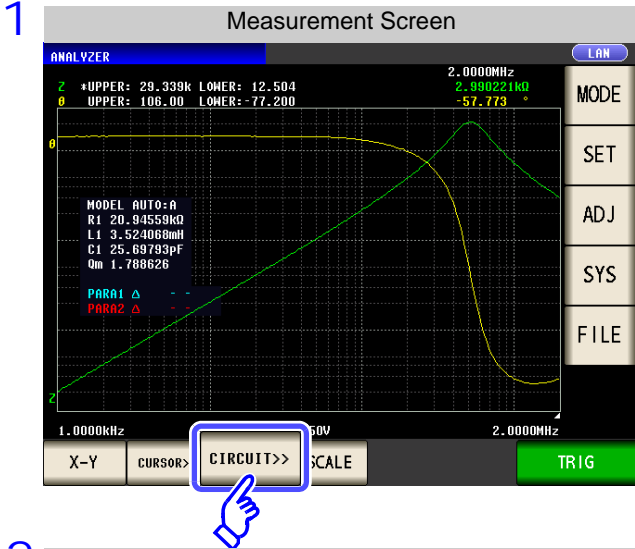 1
Measurement Screen
ANALYZER
LAN
2.0000MHz
Z *UPPER: 29.339k LOWER: 12.504 2.990221kΩ
θ UPPER: 106.00 LOWER:-77.200 -57.773 °
MODE
SET
ADJ
SYS
FILE
θ
MODEL AUTO:A
R1 20.94559kΩ
L1 3.524068mH
C1 25.69793pF
Qm 1.788626
PARA1 Δ - -
PARA2 Δ - -
Z
1.0000kHz 50V 2.0000MHz
X-Y CURSOR> CIRCUIT>> SCALE TRIG